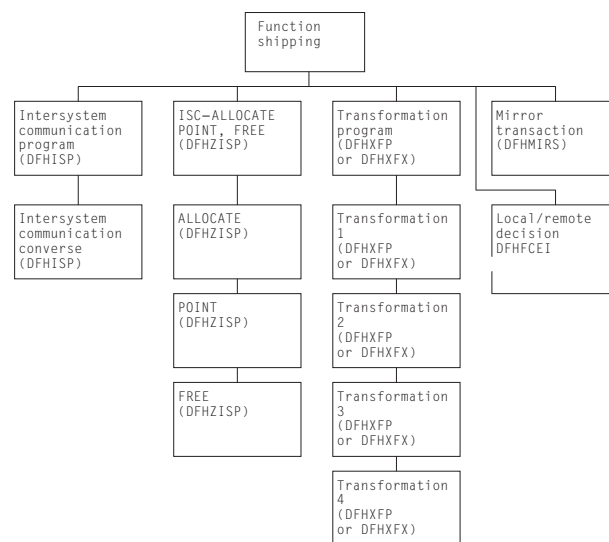 Function
shipping
Intersystem
communication
program
(DFHISP)
ISC–ALLOCATE
POINT, FREE
(DFHZISP)
Transformation
program
(DFHXFP
or DFHXFX)
Mirror
transaction
(DFHMIRS)
Intersystem
communication
converse
(DFHISP)
ALLOCATE
(DFHZISP)
Transformation
1
(DFHXFP
or DFHXFX)
Local/remote
decision
DFHFCEI
POINT
(DFHZISP)
Transformation
2
(DFHXFP
or DFHXFX)
FREE
(DFHZISP)
Transformation
3
(DFHXFP
or DFHXFX)
Transformation
4
(DFHXFP
or DFHXFX)